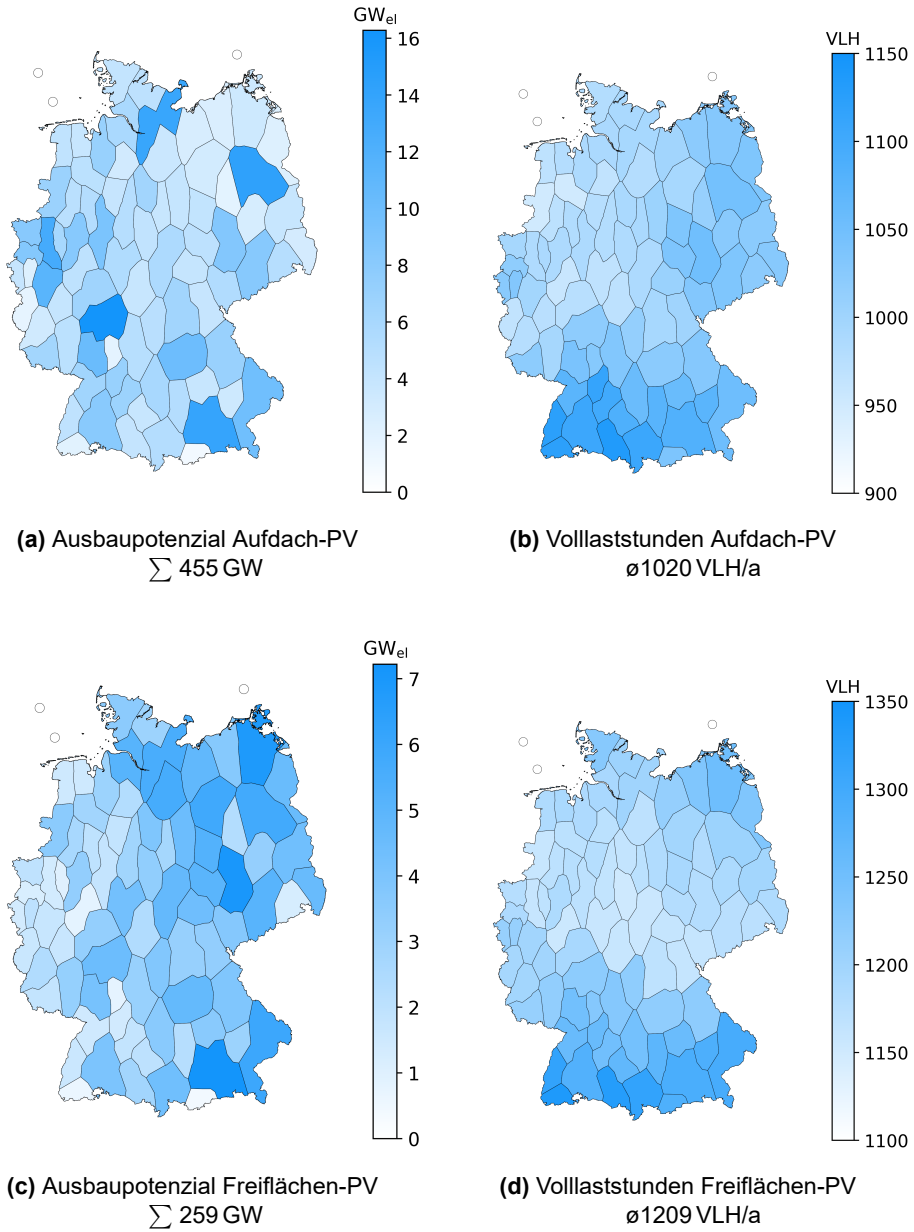 GWel
16
14
12
10
8
6
4
2
0
(a) Ausbaupotenzial Aufdach-PV
∑ 455 GW
VLH
1150
1100
1050
1000
950
900
(b) Volllaststunden Aufdach-PV
ø1020 VLH/a
GWel
7
6
5
4
3
2
1
0
(c) Ausbaupotenzial Freiflächen-PV
∑ 259 GW
VLH
1350
1300
1250
1200
1150
1100
(d) Volllaststunden Freiflächen-PV
ø1209 VLH/a